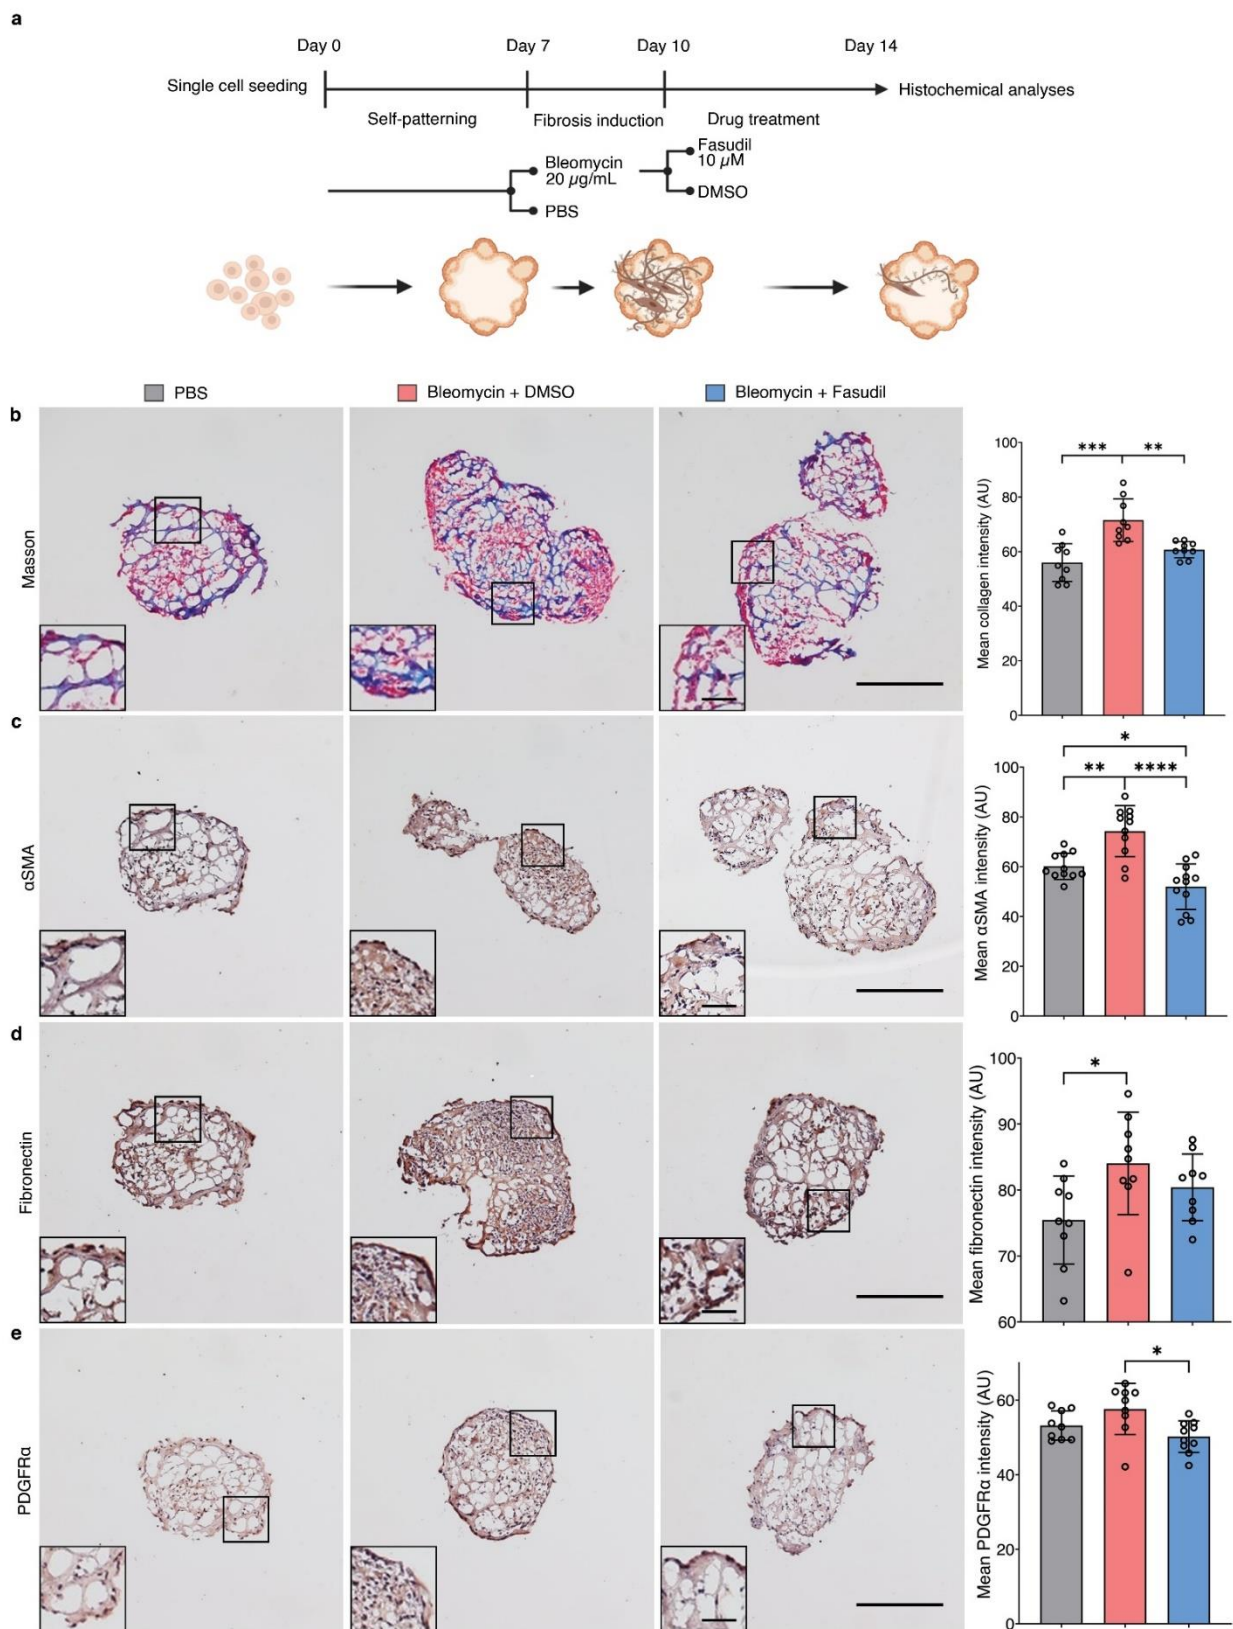 a
Day 0
Day 7
Day 10
Day 14
Single cell seeding
Histochemical analyses
Self-patterning
Fibrosis induction
Drug treatment
Bleomycin
20 µg/mL
PBS
Fasudil
10 µM
DMSO
PBS
Bleomycin + DMSO
Bleomycin + Fasudil
b
Masson
Mean collagen intensity (AU)
100
80
60
40
20
0
***
**
c
αSMA
Mean αSMA intensity (AU)
100
80
60
40
20
0
*
**
****
d
Fibronectin
Mean fibronectin intensity (AU)
100
90
80
70
60
*
e
PDGFRα
Mean PDGFRα intensity (AU)
60
40
20
0
*